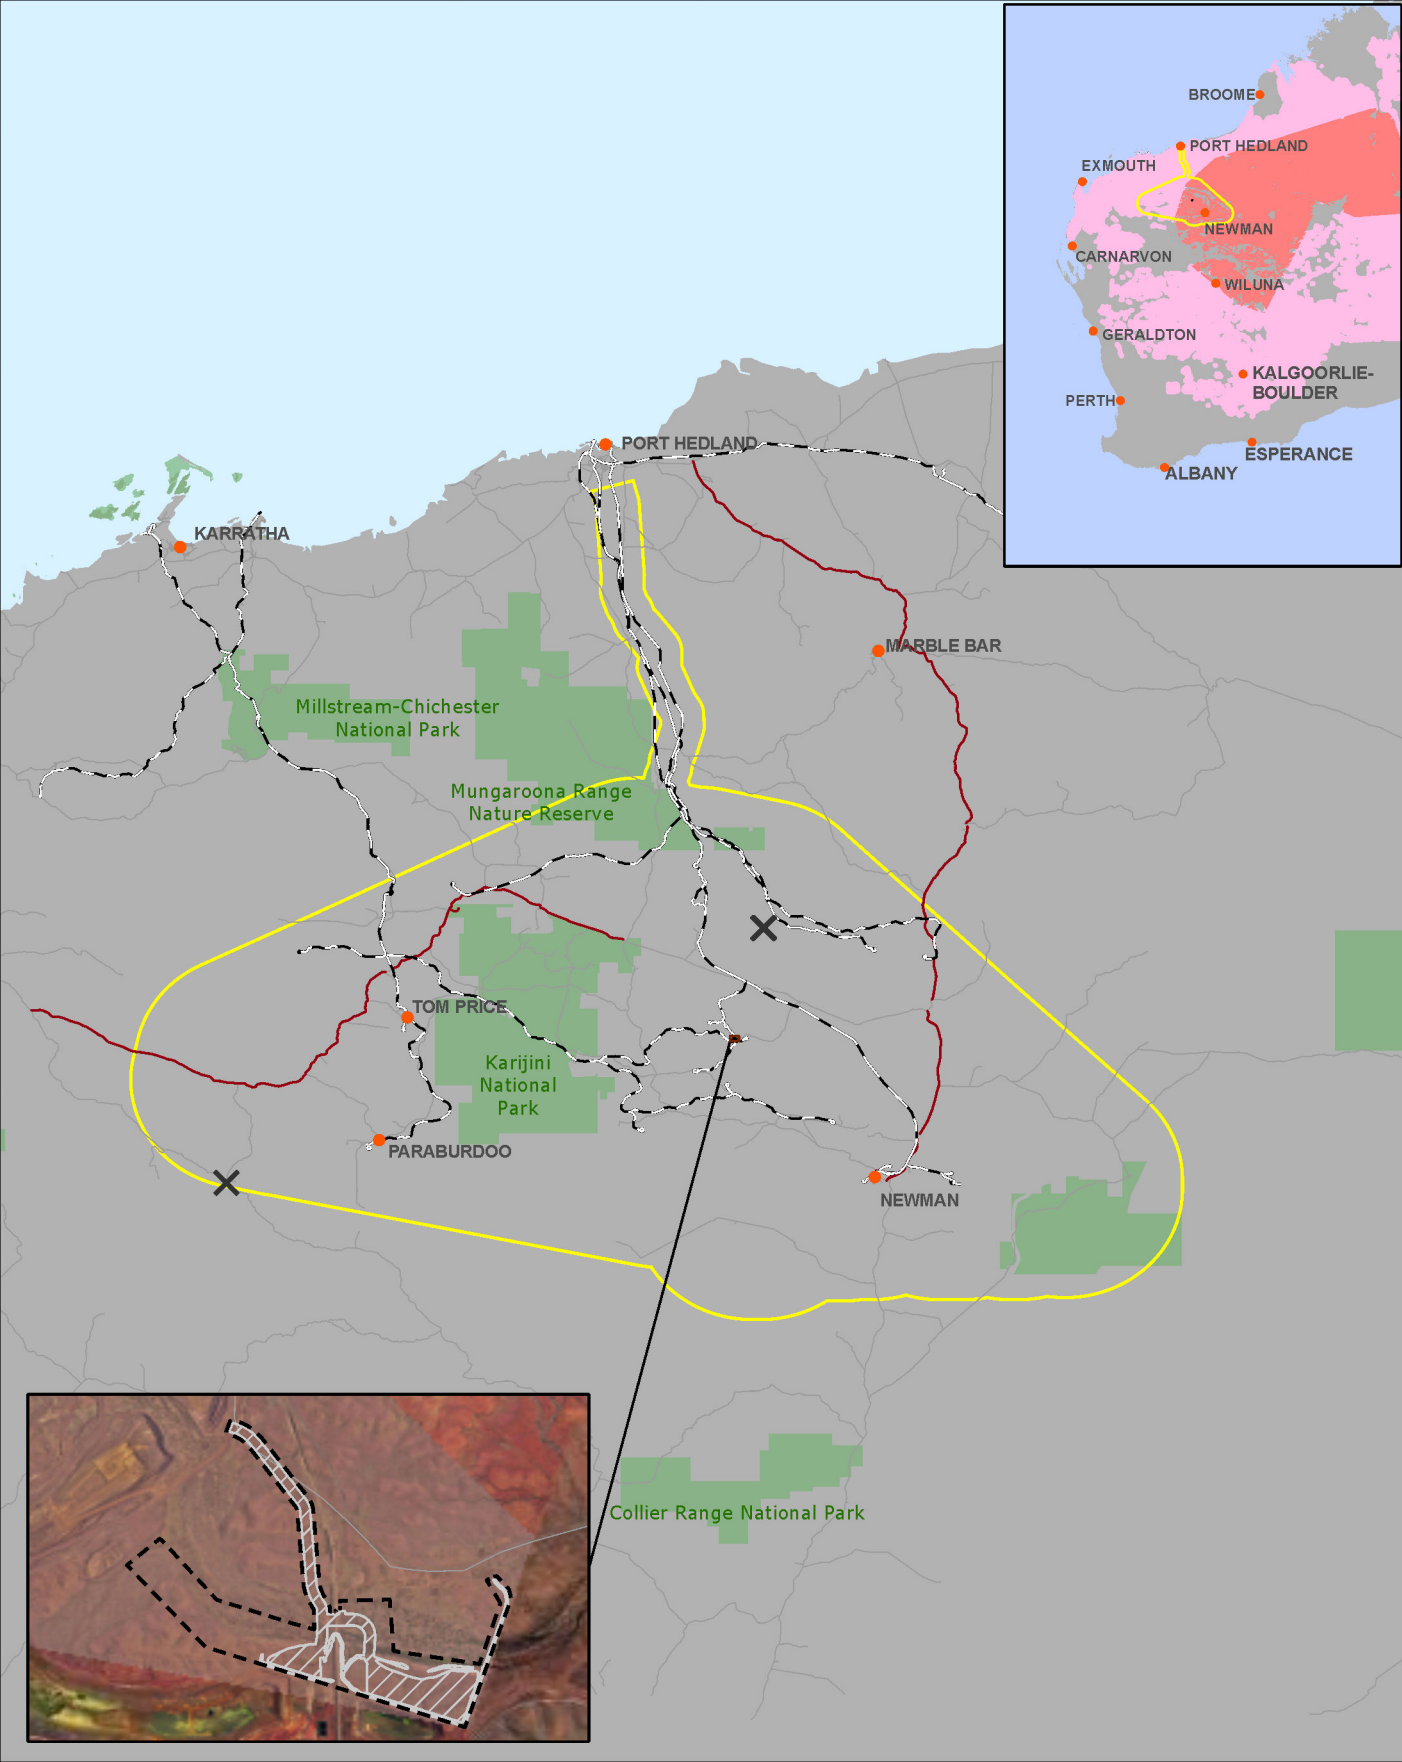 BROOME
PORT HEDLAND
EXMOUTH
NEWMAN
CARNARVON
WILUNA
GERALDTON
KALGOORLIE-
BOULDER
PERTH
ESPERANCE
ALBANY
PORT HEDLAND
KARRATHA
MARBLE BAR
Millstream-Chichester
National Park
Mungaroona Range
Nature Reserve
TOM PRICE
Karijini
National
Park
PARABURDOO
NEWMAN
Collier Range National Park